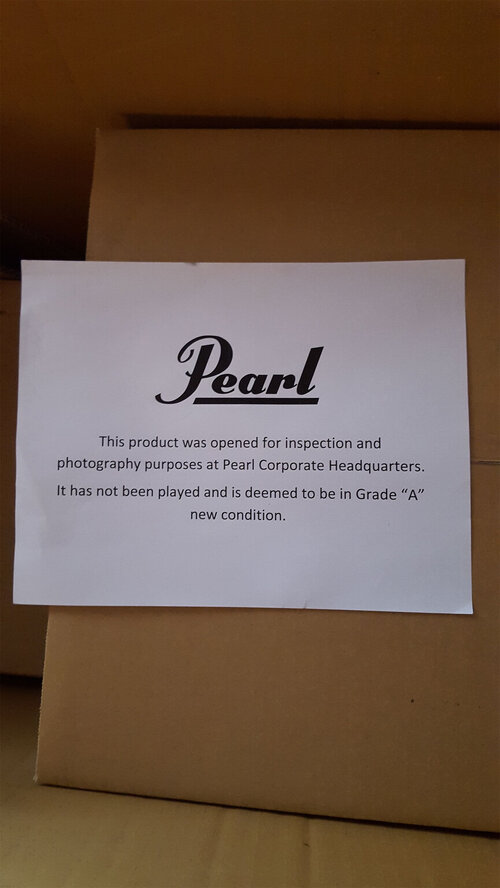 Pearl
This product was opened for inspection and
photography purposes at Pearl Corporate Headquarters.
It has not been played and is deemed to be in Grade “A”
new condition.